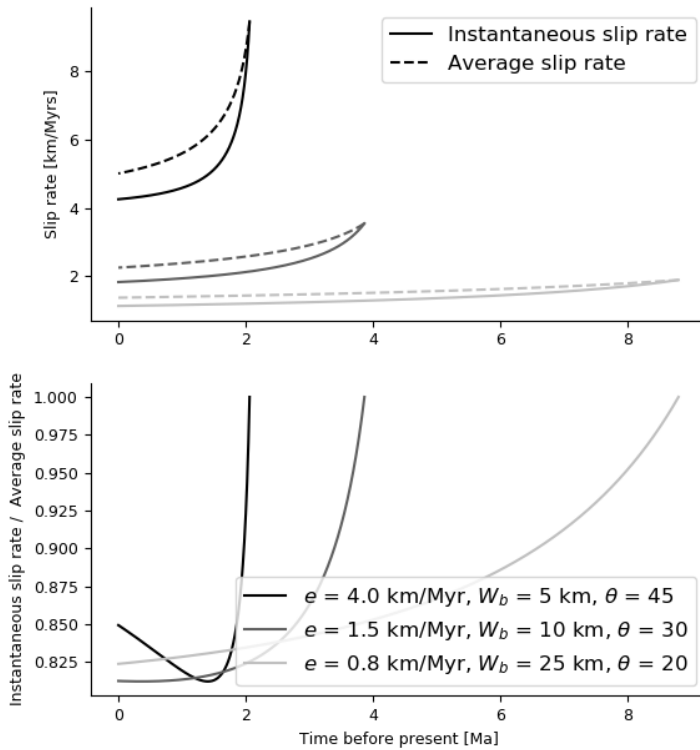 Instantaneous slip rate
Average slip rate
Slip rate [km/Myrs]
8
6
4
2
0 2 4 6 8
Instantaneous slip rate / Average slip rate
1.000
0.975
0.950
0.925
0.900
0.875
0.850
0.825
e = 4.0 km/Myr, W_b = 5 km, θ = 45
e = 1.5 km/Myr, W_b = 10 km, θ = 30
e = 0.8 km/Myr, W_b = 25 km, θ = 20
0 2 4 6 8
Time before present [Ma]